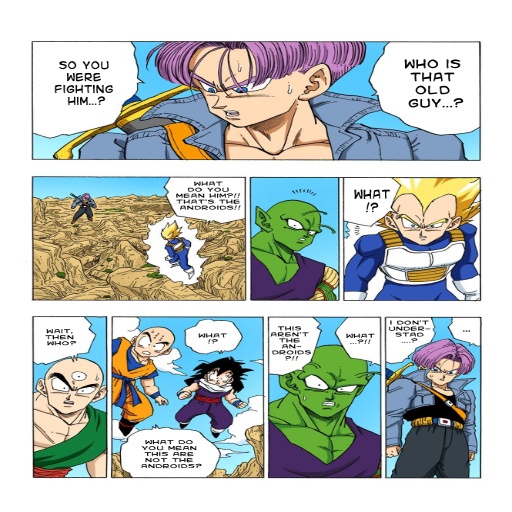 WHO IS
THAT
OLD
GUY...?
SO YOU
WERE
FIGHTING
HIM...?
WHAT
DO YOU
MEAN HIM?!!
THAT'S THE
ANDROIDS!!
WHAT
!?
I DON'T
UNDER-
STAD
....?
...
WHAT
...?!!
THIS
AREN'T
THE
AN-
DROIDS
?!!
WHAT
!?
WHAT DO
YOU MEAN
THIS ARE
NOT THE
ANDROIDS?
WAIT,
THEN
WHO?